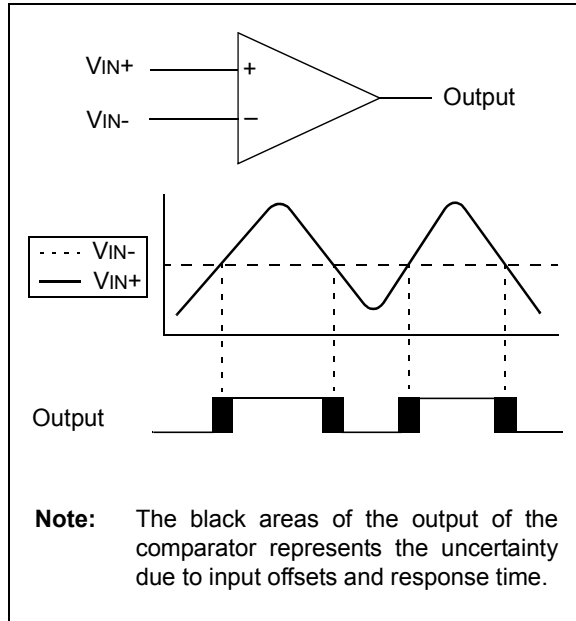 VIN+
+
Output
VIN-
−
VIN-
VIN+
Output
Note: The black areas of the output of the
comparator represents the uncertainty
due to input offsets and response time.